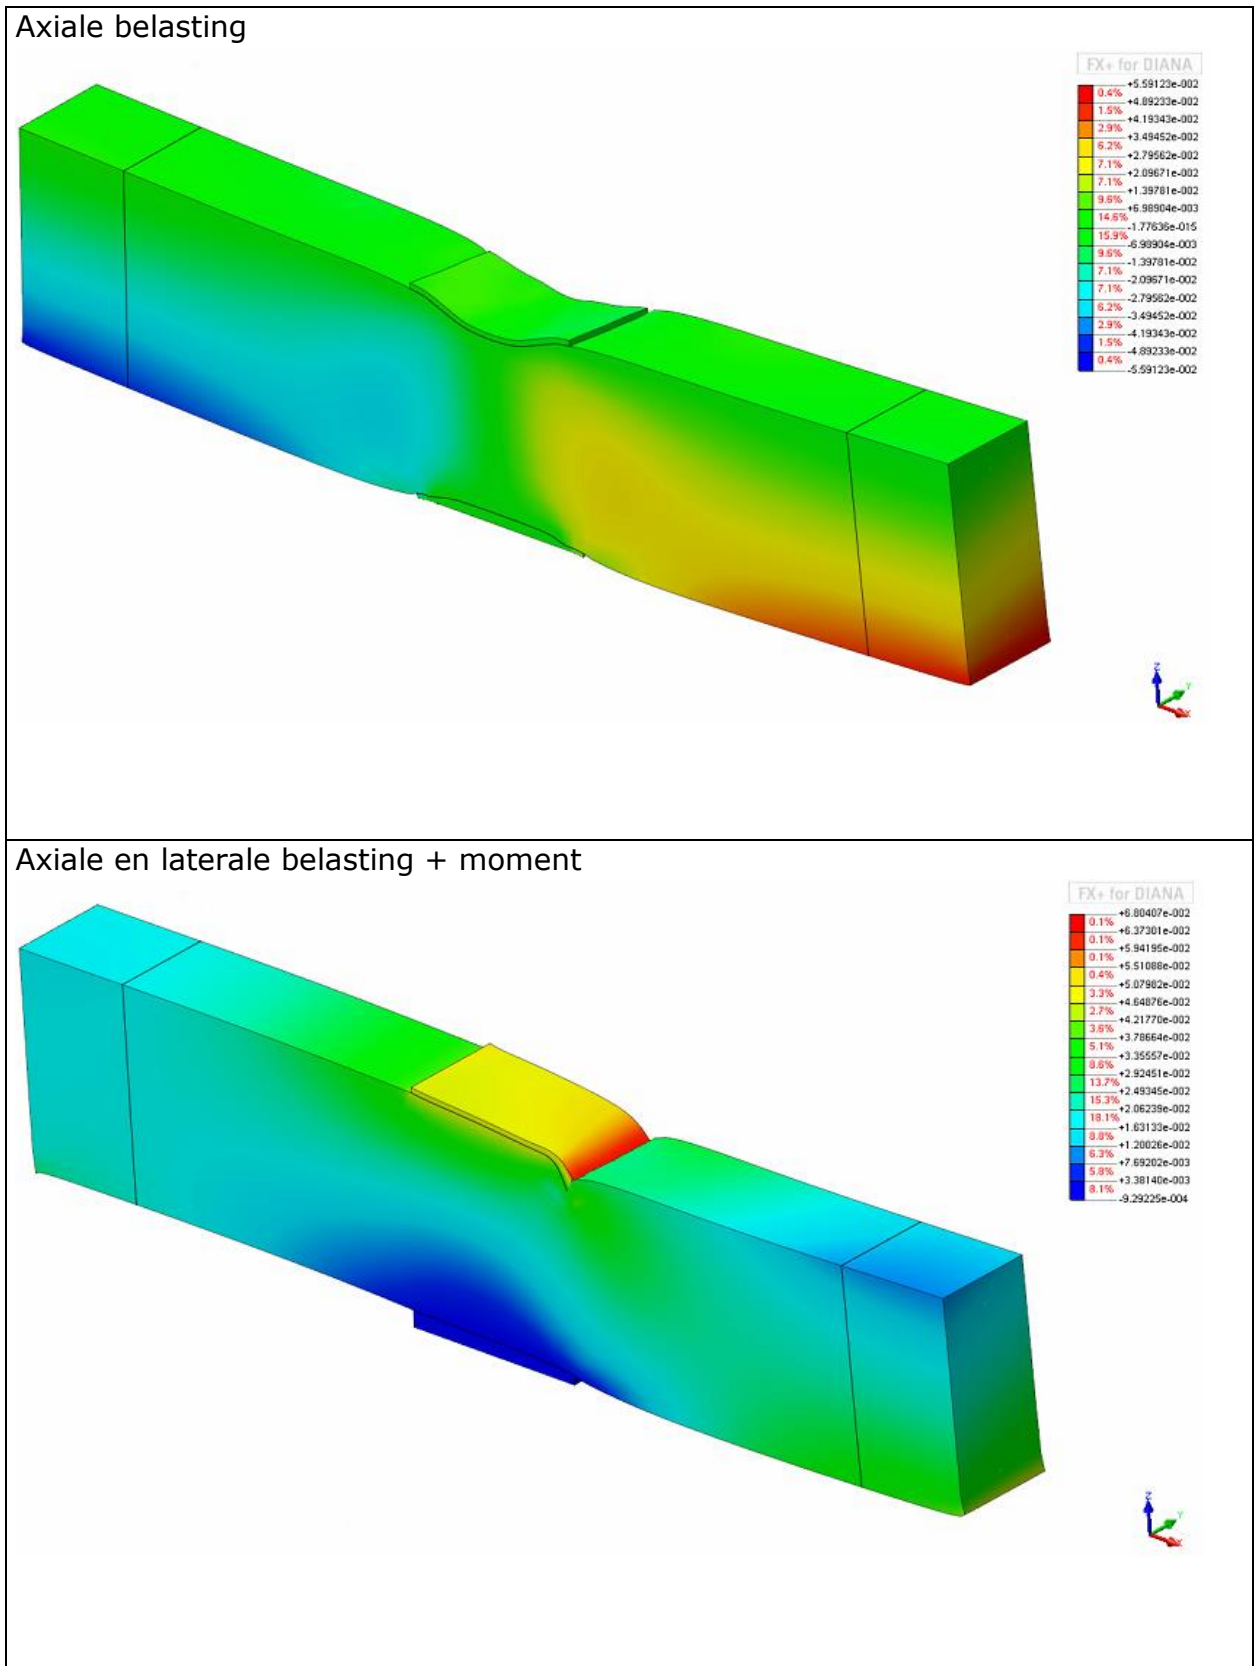 Axiale belasting
FX+ for DIANA
+5.59123e-002
0.4%
+4.89233e-002
1.5%
+4.19343e-002
2.9%
+3.49452e-002
6.2%
+2.79562e-002
7.1%
+2.09671e-002
7.1%
+1.39781e-002
9.6%
+6.98904e-003
14.6%
-1.77636e-015
15.9%
-6.98904e-003
9.6%
-1.39781e-002
7.1%
-2.09671e-002
7.1%
-2.79562e-002
6.2%
-3.49452e-002
2.9%
-4.19343e-002
1.5%
-4.89233e-002
0.4%
-5.59123e-002
Z
Y
X
Axiale en laterale belasting + moment
FX+ for DIANA
+6.80407e-002
0.1%
+6.37301e-002
0.1%
+5.94195e-002
0.1%
+5.51088e-002
0.4%
+5.07982e-002
3.3%
+4.64876e-002
2.7%
+4.21770e-002
3.6%
+3.78664e-002
5.1%
+3.35557e-002
8.6%
+2.92451e-002
13.7%
+2.49345e-002
15.3%
+2.06239e-002
18.1%
+1.63133e-002
8.8%
+1.20026e-002
6.3%
+7.69202e-003
5.8%
+3.38140e-003
8.1%
-9.29225e-004
Z
Y
X